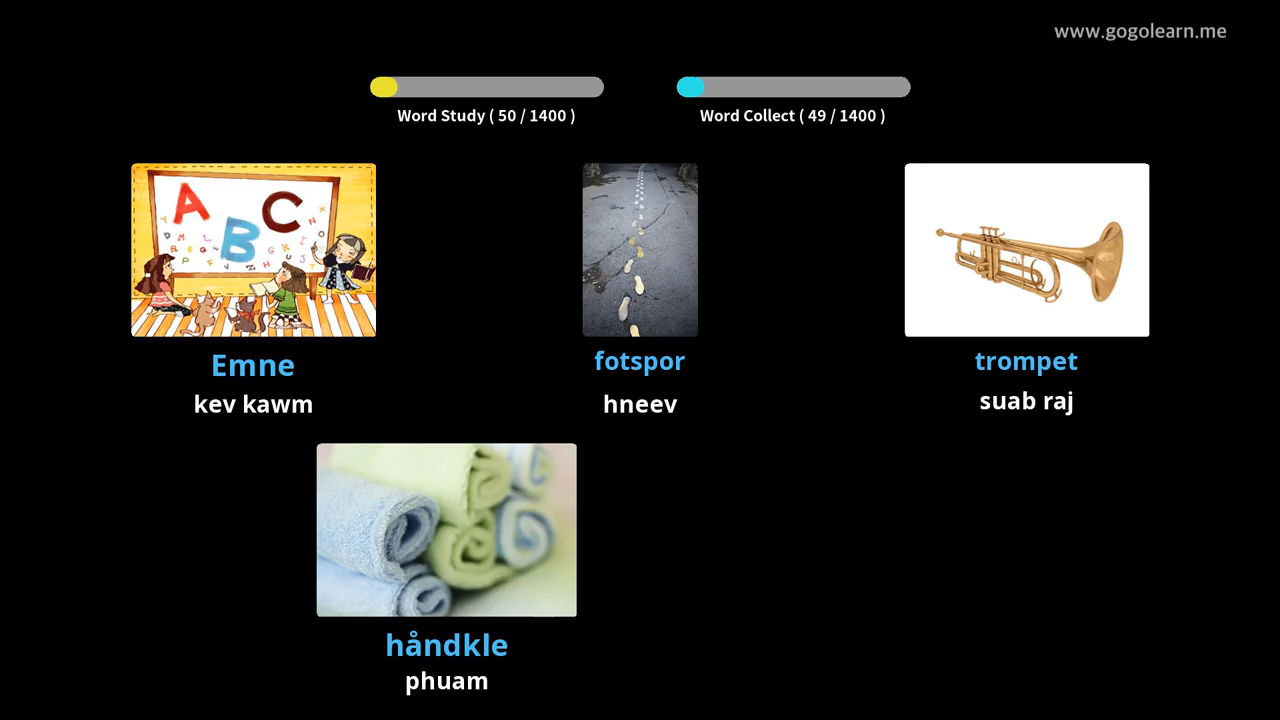 www.gogolearn.me
Word Study ( 50 / 1400 )
Word Collect ( 49 / 1400 )
A B C
Emne
kev kawm
fotspor
hneev
trompet
suab raj
håndkle
phuam